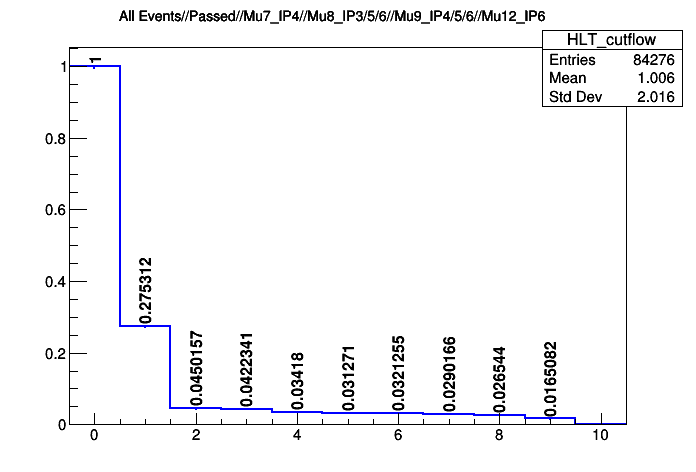 All Events//Passed//Mu7_IP4//Mu8_IP3/5/6//Mu9_IP4/5/6//Mu12_IP6
HLT_cutflow
Entries 84276
Mean 1.006
Std Dev 2.016
1
0.8
0.6
0.4
0.2
0
1
0.275312
0.0450157
0.0422341
0.03418
0.031271
0.0321255
0.0290166
0.026544
0.0165082
0 2 4 6 8 10